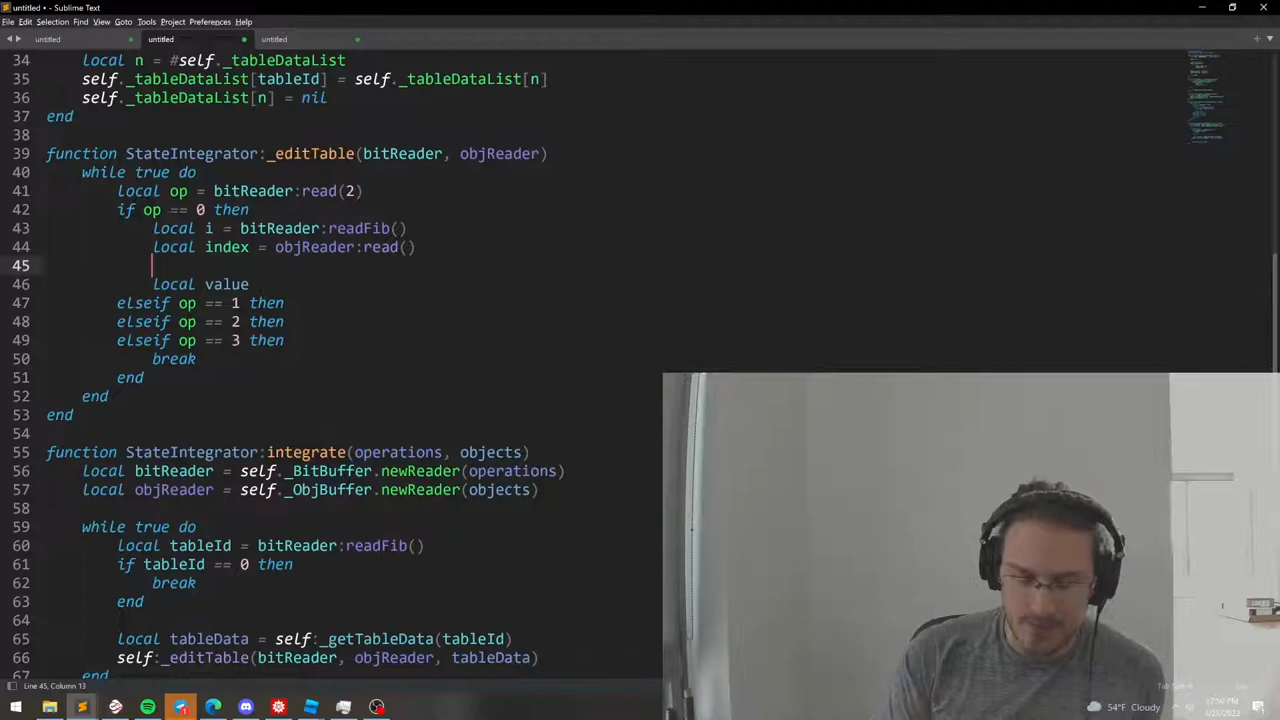 untitled • - Sublime Text
File Edit Selection Find View Goto Tools Project Preferences Help
untitled untitled untitled
34 local n = #self._tableDataList
35 self._tableDataList[tableId] = self._tableDataList[n]
36 self._tableDataList[n] = nil
37 end
38
39 function StateIntegrator:_editTable(bitReader, objReader)
40 while true do
41 local op = bitReader:read(2)
42 if op == 0 then
43 local i = bitReader:readFib()
44 local index = objReader:read()
45
46 local value
47 elseif op == 1 then
48 elseif op == 2 then
49 elseif op == 3 then
50 break
51 end
52 end
53 end
54
55 function StateIntegrator:integrate(operations, objects)
56 local bitReader = self._BitBuffer.newReader(operations)
57 local objReader = self._ObjBuffer.newReader(objects)
58
59 while true do
60 local tableId = bitReader:readFib()
61 if tableId == 0 then
62 break
63 end
64
65 local tableData = self:_getTableData(tableId)
66 self:_editTable(bitReader, objReader, tableData)
67 end
Line 45, Column 13
54°F Cloudy